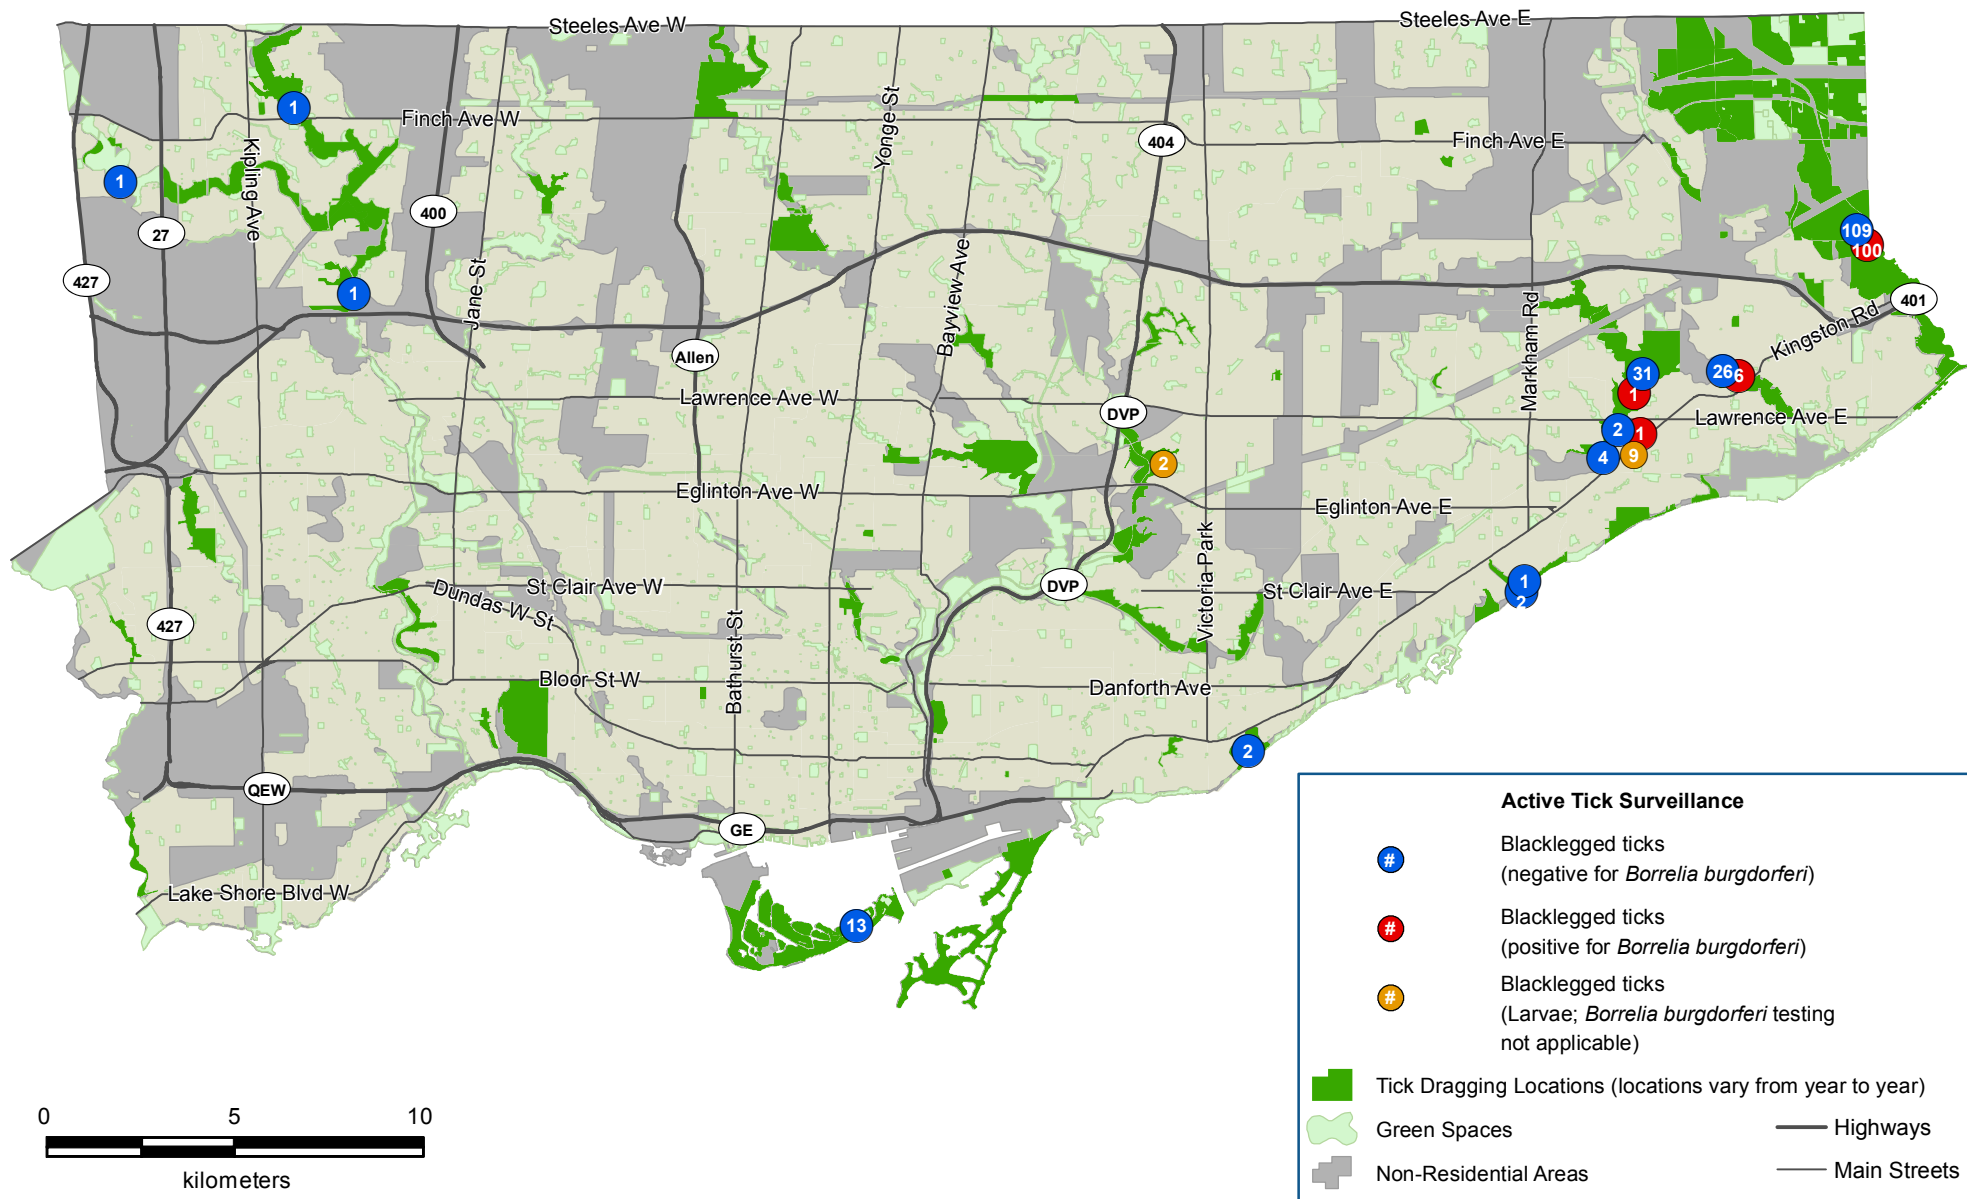 Steeles Ave W
Steeles Ave E
1
Finch Ave W
Yonge St
404
Finch Ave E
Kipling Ave
1
27
400
109
100
427
1
Jane St
Bayview Ave
401
Allen
Markham Rd
Kingston Rd
31
26
6
1
Lawrence Ave W
DVP
Lawrence Ave E
2
1
4
9
2
Eglinton Ave W
Eglinton Ave E
Victoria Park
DVP
St Clair Ave W
St Clair Ave E
1
2
Dundas W St
427
Bathurst St
Bloor St W
Danforth Ave
2
QEW
GE
Lake Shore Blvd W
13
Active Tick Surveillance
# Blacklegged ticks
(negative for Borrelia burgdorferi)
# Blacklegged ticks
(positive for Borrelia burgdorferi)
# Blacklegged ticks
(Larvae; Borrelia burgdorferi testing
not applicable)
Tick Dragging Locations (locations vary from year to year)
Green Spaces
Highways
Non-Residential Areas
Main Streets
0 5 10
kilometers